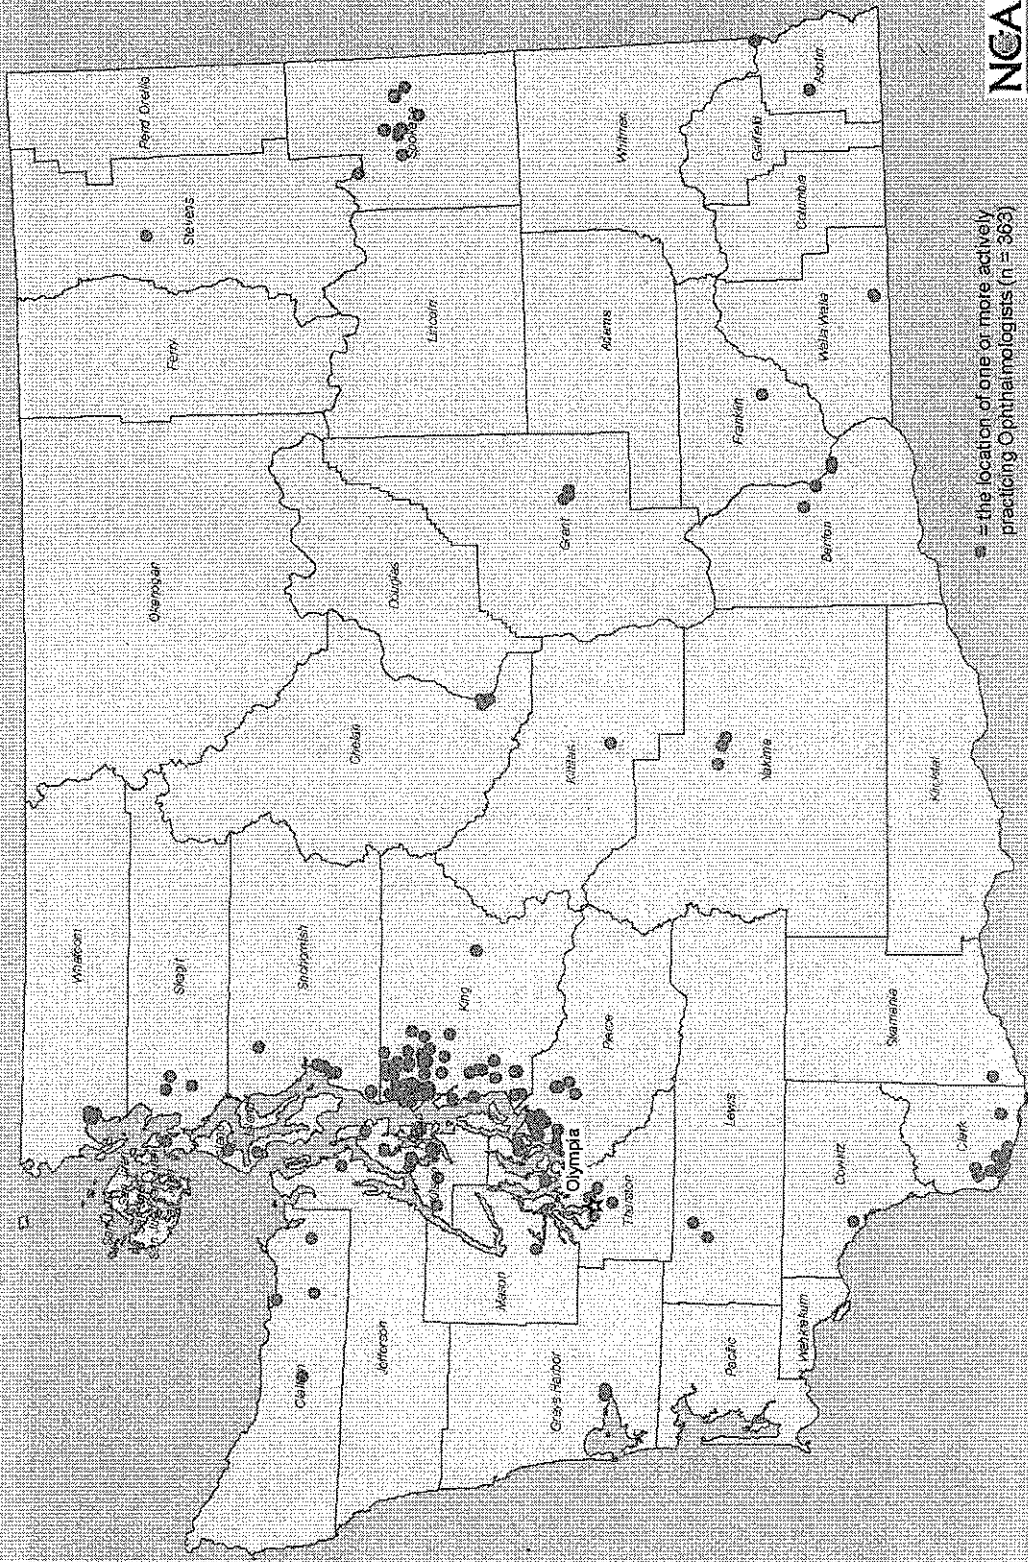 Whatcom
Skagit
Snohomish
King
Pierce
Olympia
Thurston
Mason
Clallam
Jefferson
Grays Harbor
Pacific
Wahkiakum
Lewis
Cowlitz
Clark
Skamania
Klickitat
Yakima
Kittitas
Chelan
Okanogan
Douglas
Grant
Benton
Franklin
Walla Walla
Adams
Lincoln
Ferry
Stevens
Pend Oreille
Spokane
Whitman
Garfield
Columbia
Asotin
= the location of one or more actively
practicing Ophthalmologists (n = 363)